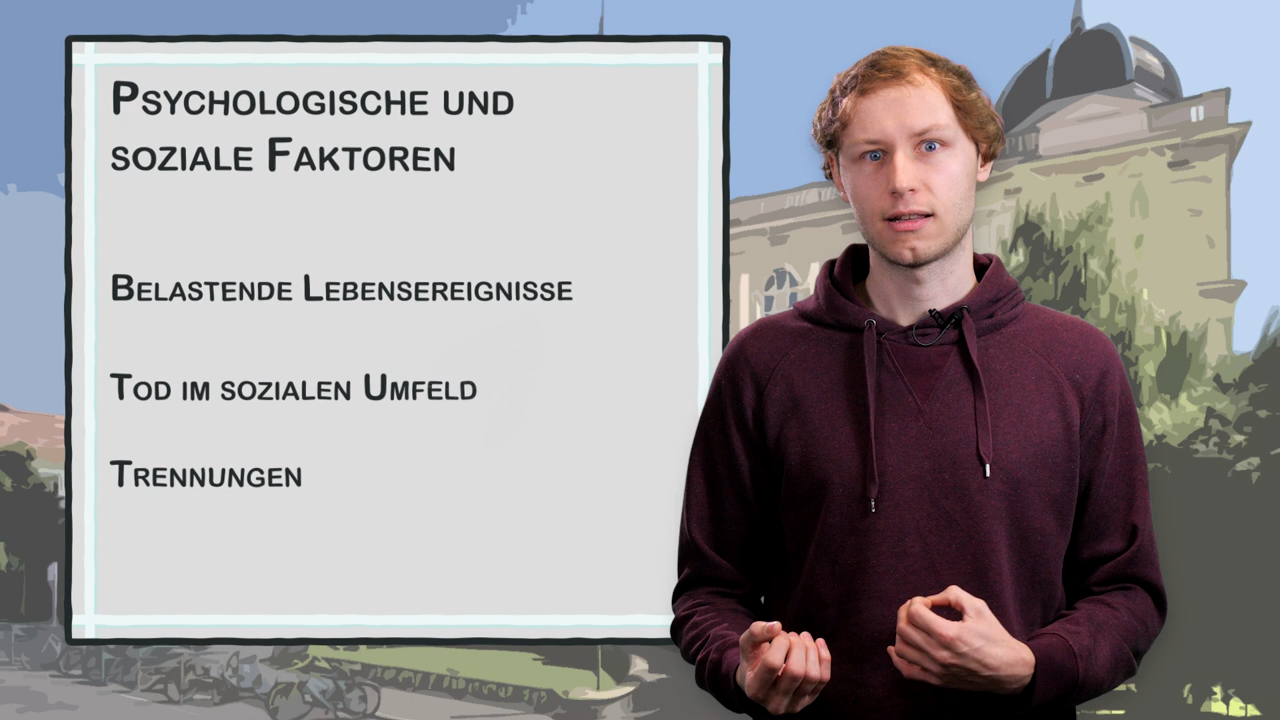 Psychologische und
soziale Faktoren
Belastende Lebensereignisse
Tod im sozialen Umfeld
Trennungen